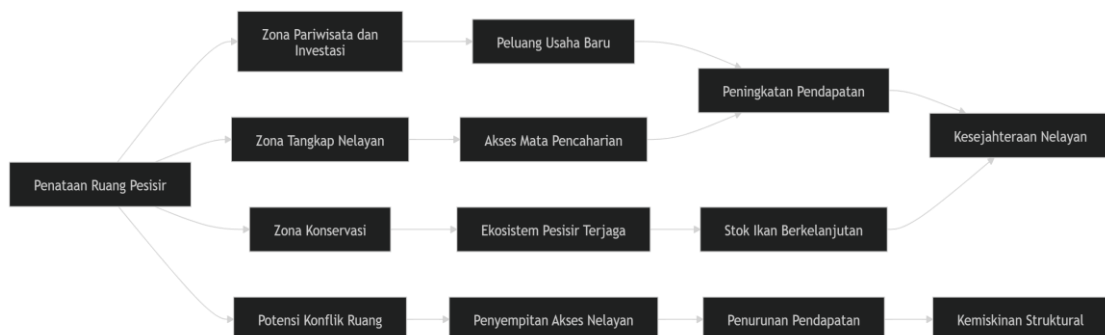 Zona Pariwisata dan
Investasi
Peluang Usaha Baru
Peningkatan Pendapatan
Zona Tangkap Nelayan
Akses Mata Pencaharian
Kesejahteraan Nelayan
Penataan Ruang Pesisir
Zona Konservasi
Ekosistem Pesisir Terjaga
Stok Ikan Berkelanjutan
Potensi Konflik Ruang
Penyempitan Akses Nelayan
Penurunan Pendapatan
Kemiskinan Struktural